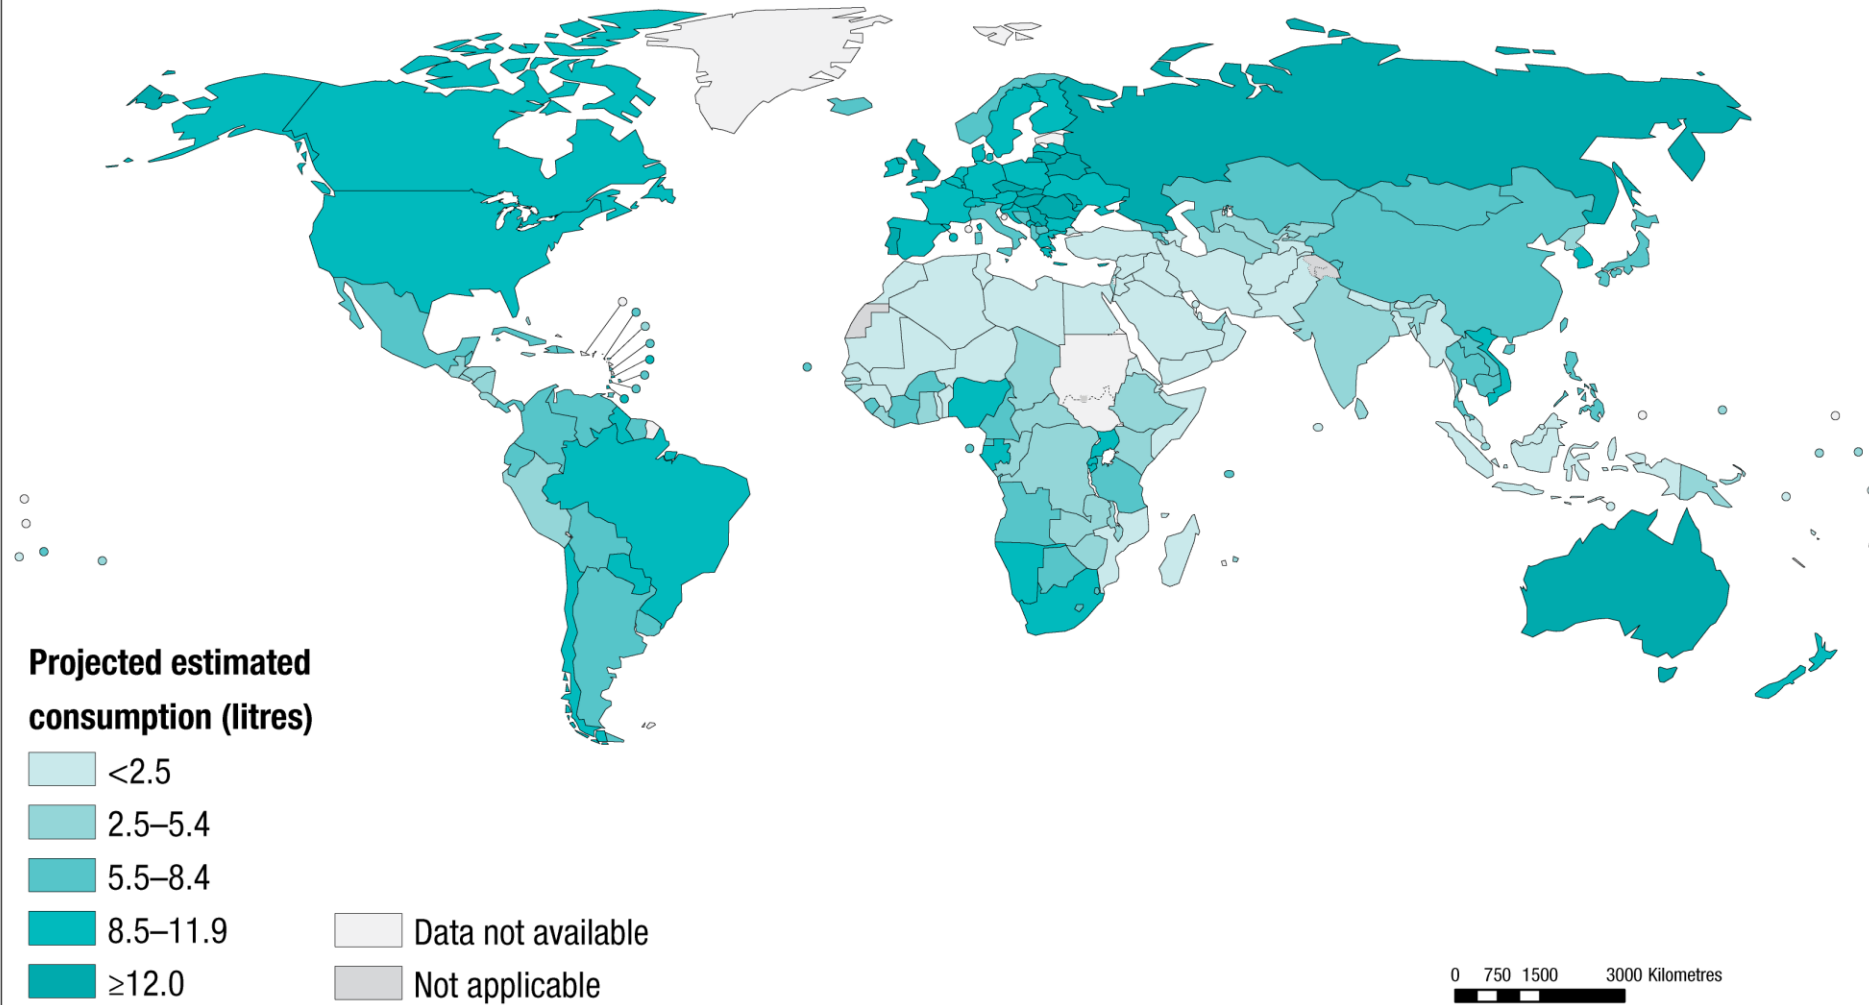 Projected estimated
consumption (litres)
<2.5
2.5–5.4
5.5–8.4
8.5–11.9
≥12.0
Data not available
Not applicable
0 750 1500 3000 Kilometres